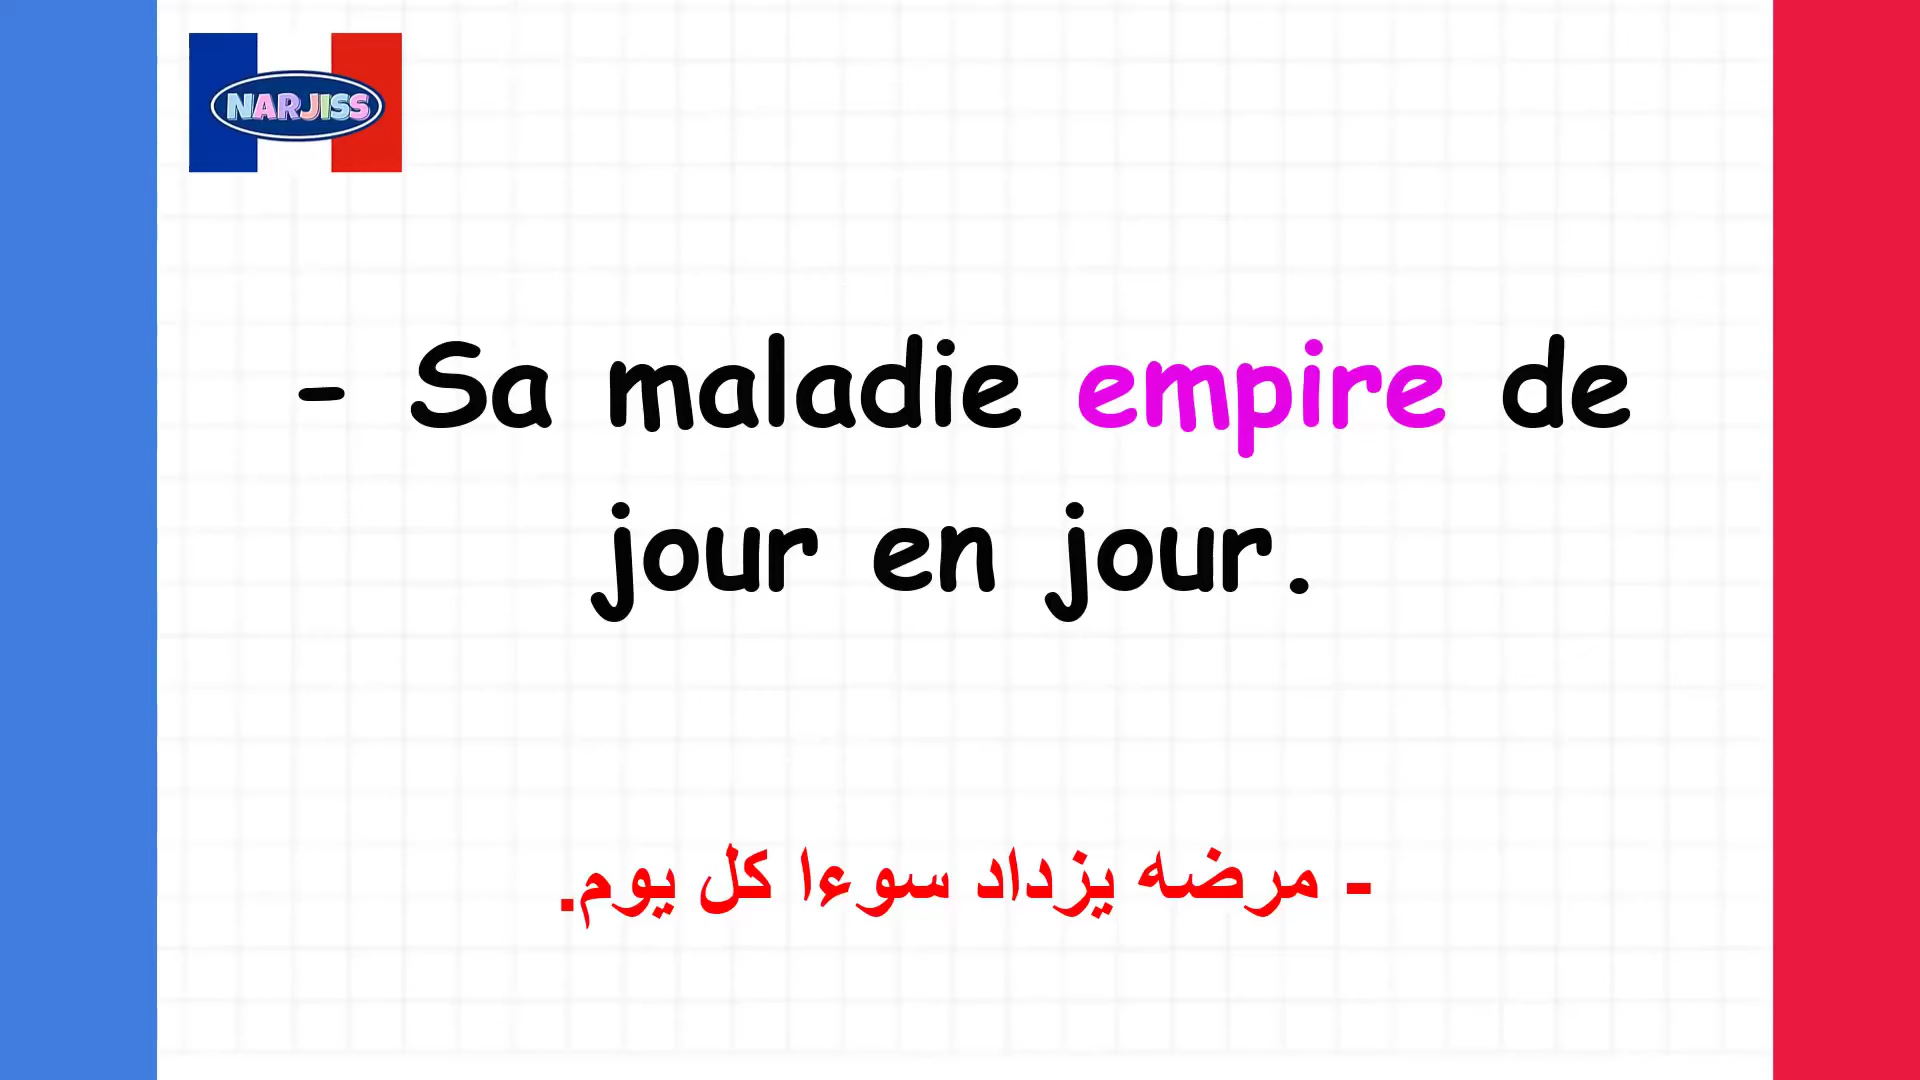 NARJISS
- Sa maladie empire de
jour en jour.
- مرضه يزداد سوءا كل يوم.